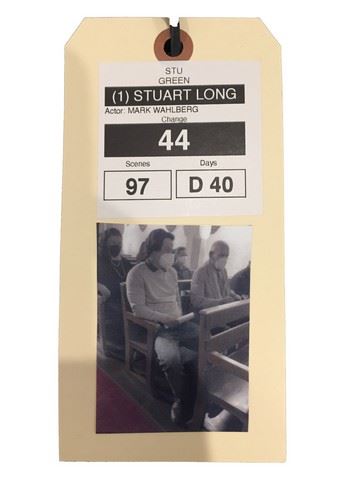 STU
GREEN
(1) STUART LONG
Actor: MARK WAHLBERG
Change
44
Scenes Days
97 D 40